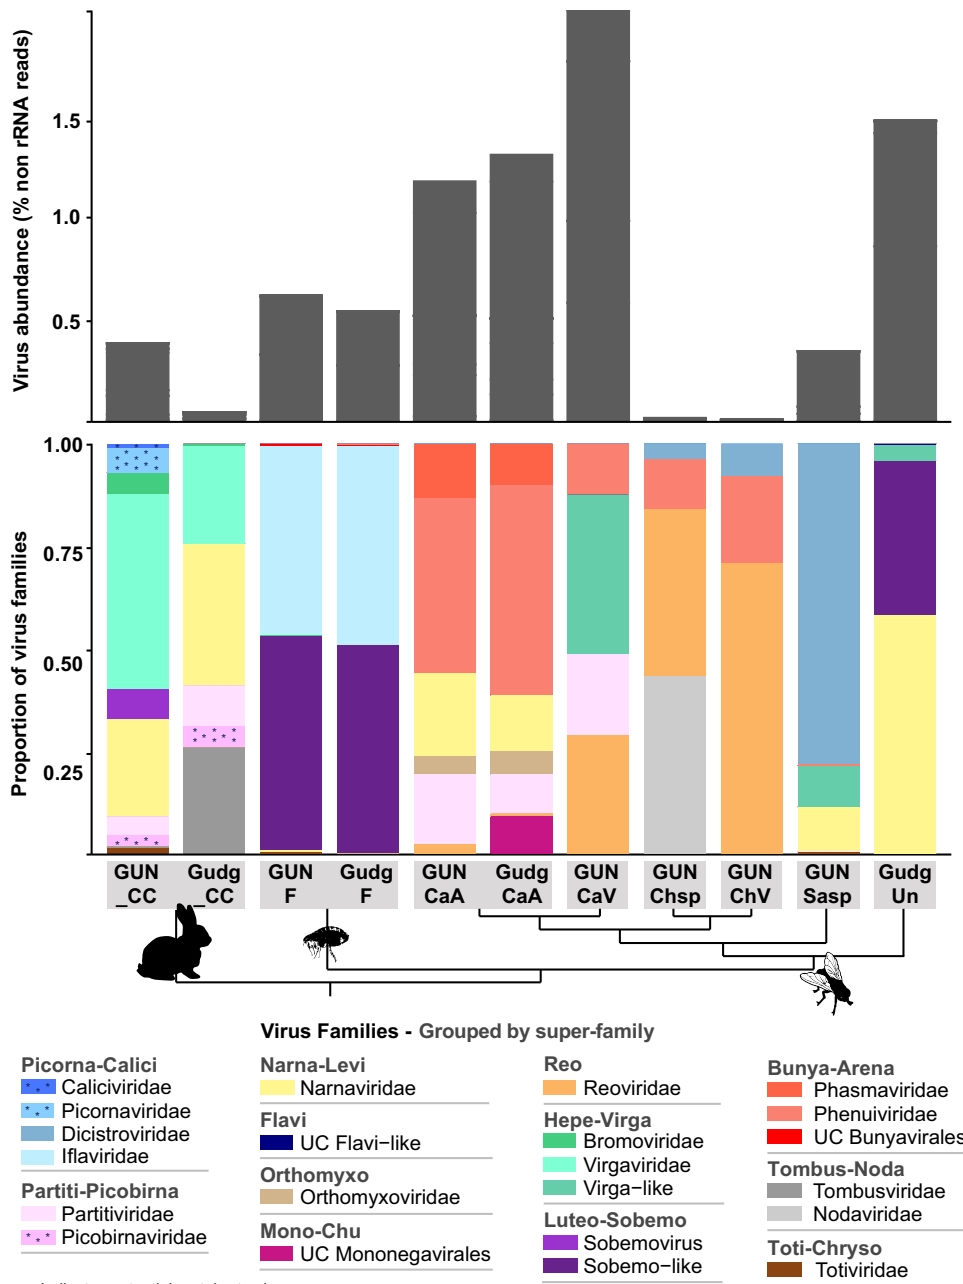 Virus abundance (% non rRNA reads)
1.5
1.0
0.5
Proportion of virus families
1.00
0.75
0.50
0.25
GUN _CC
Gudg _CC
GUN F
Gudg F
GUN CaA
Gudg CaA
GUN CaV
GUN Chsp
GUN ChV
GUN Sasp
Gudg Un
Virus Families - Grouped by super-family
Picorna-Calici
Caliciviridae
Picornaviridae
Dicistroviridae
Iflaviridae
Partiti-Picobirna
Partitiviridae
Picobirnaviridae
Narna-Levi
Narnaviridae
Flavi
UC Flavi−like
Orthomyxo
Orthomyxoviridae
Mono-Chu
UC Mononegavirales
Reo
Reoviridae
Hepe-Virga
Bromoviridae
Virgaviridae
Virga−like
Luteo-Sobemo
Sobemovirus
Sobemo−like
Bunya-Arena
Phasmaviridae
Phenuiviridae
UC Bunyavirales
Tombus-Noda
Tombusviridae
Nodaviridae
Toti-Chryso
Totiviridae